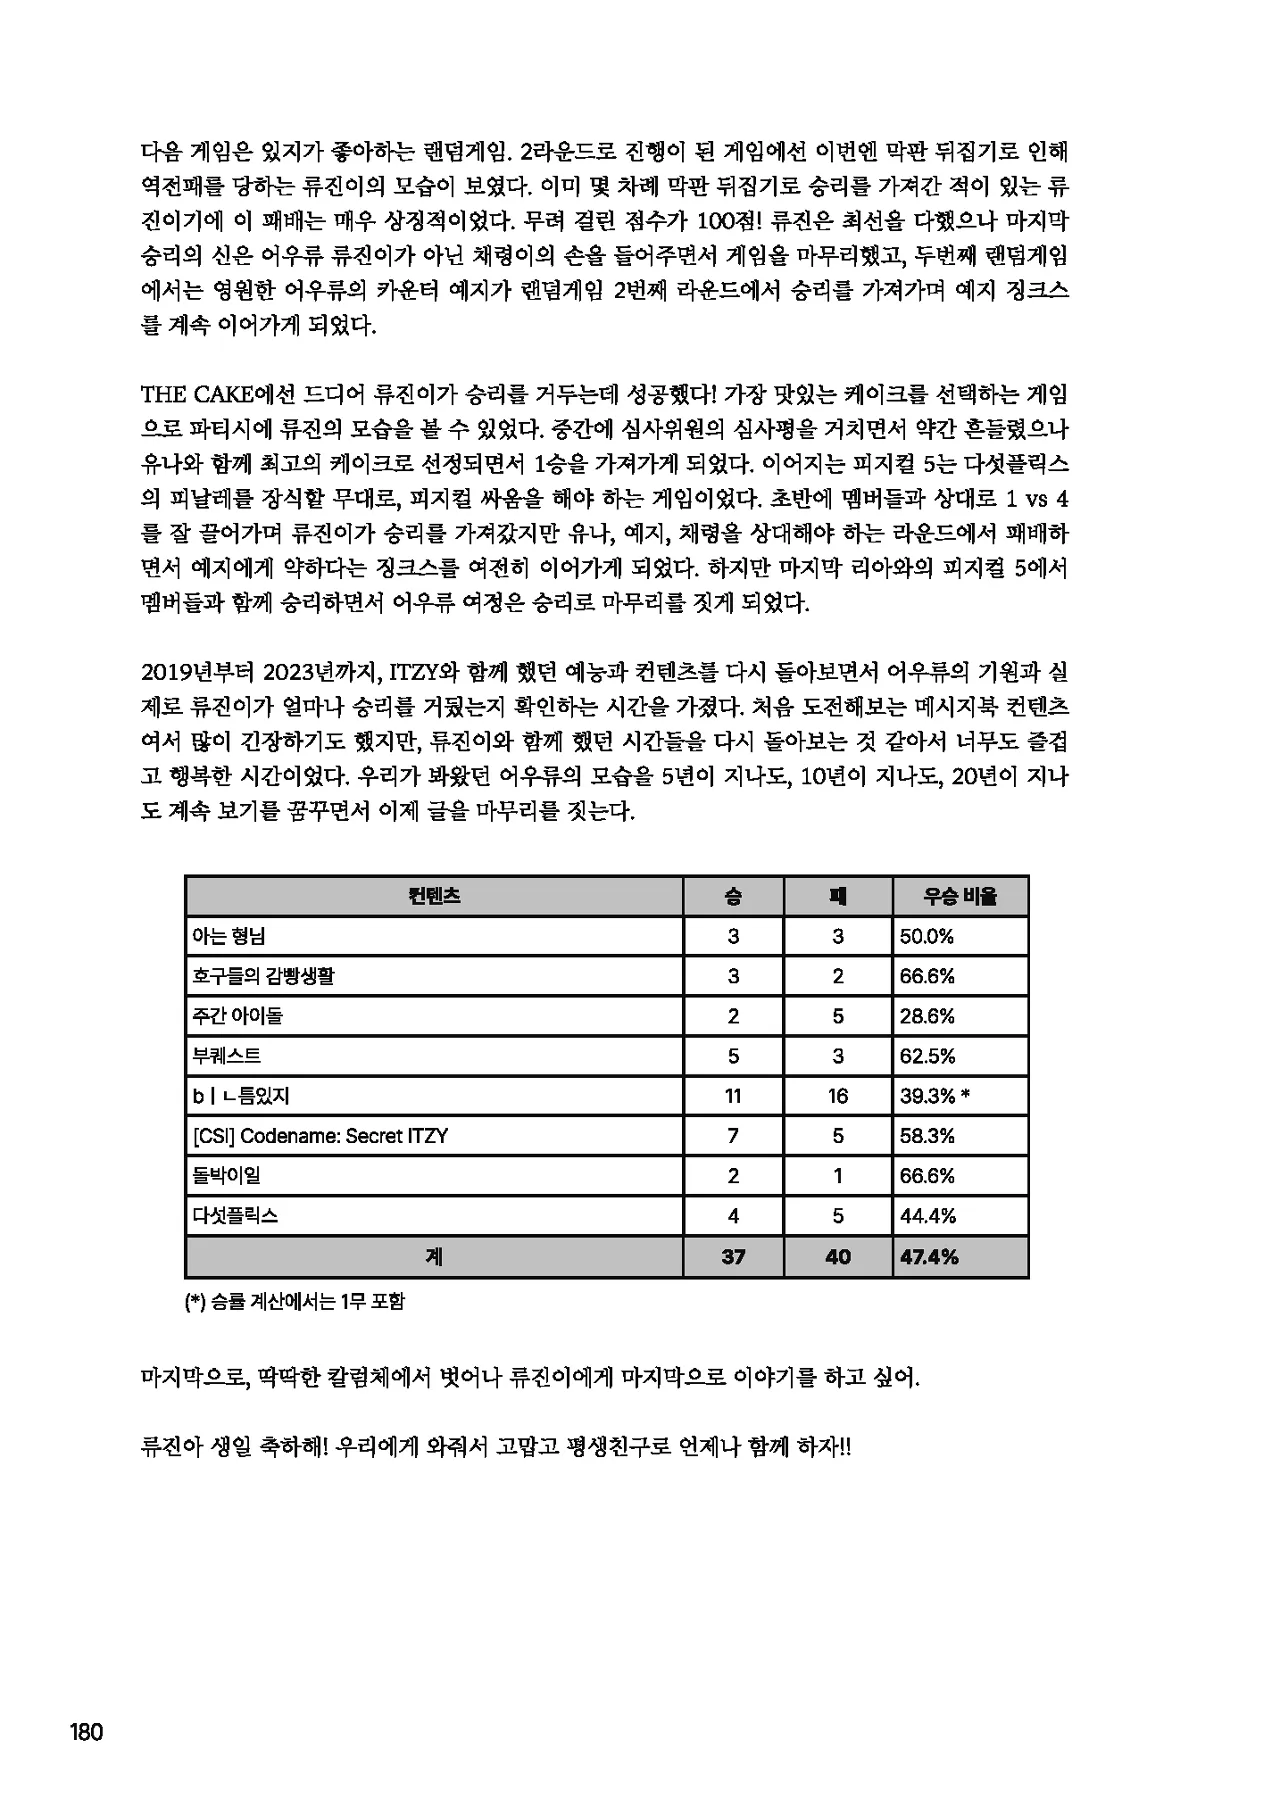 다음 게임은 있지가 좋아하는 랜덤게임. 2라운드로 진행이 된 게임에선 이번엔 막판 뒤집기로 인해
역전패를 당하는 류진이의 모습이 보였다. 이미 몇 차례 막판 뒤집기로 승리를 가져간 적이 있는 류
진이기에 이 패배는 매우 상징적이었다. 무려 걸린 점수가 100점! 류진은 최선을 다했으나 마지막
승리의 신은 어우류 류진이가 아닌 채령이의 손을 들어주면서 게임을 마무리했고, 두번째 랜덤게임
에서는 영원한 어우류의 카운터 예지가 랜덤게임 2번째 라운드에서 승리를 가져가며 예지 징크스
를 계속 이어가게 되었다.
THE CAKE에선 드디어 류진이가 승리를 거두는데 성공했다! 가장 맛있는 케이크를 선택하는 게임
으로 파티시에 류진의 모습을 볼 수 있었다. 중간에 심사위원의 심사평을 거치면서 약간 흔들렸으나
유나와 함께 최고의 케이크로 선정되면서 1승을 가져가게 되었다. 이어지는 피지컬 5는 다섯플릭스
의 피날레를 장식할 무대로, 피지컬 싸움을 해야 하는 게임이었다. 초반에 멤버들과 상대로 1 vs 4
를 잘 끌어가며 류진이가 승리를 가져갔지만 유나, 예지, 채령을 상대해야 하는 라운드에서 패배하
면서 예지에게 약하다는 징크스를 여전히 이어가게 되었다. 하지만 마지막 리아와의 피지컬 5에서
멤버들과 함께 승리하면서 어우류 여정은 승리로 마무리를 짓게 되었다.
2019년부터 2023년까지, ITZY와 함께 했던 예능과 컨텐츠를 다시 돌아보면서 어우류의 기원과 실
제로 류진이가 얼마나 승리를 거뒀는지 확인하는 시간을 가졌다. 처음 도전해보는 메시지북 컨텐츠
여서 많이 긴장하기도 했지만, 류진이와 함께 했던 시간들을 다시 돌아보는 것 같아서 너무도 즐겁
고 행복한 시간이었다. 우리가 봐왔던 어우류의 모습을 5년이 지나도, 10년이 지나도, 20년이 지나
도 계속 보기를 꿈꾸면서 이제 글을 마무리를 짓는다.
컨텐츠 승 패 우승 비율
아는 형님 3 3 50.0%
호구들의 감빵생활 3 2 66.6%
주간 아이돌 2 5 28.6%
부퀘스트 5 3 62.5%
bㅣㄴ틈있지 11 16 39.3% *
[CSI] Codename: Secret ITZY 7 5 58.3%
돌박이일 2 1 66.6%
다섯플릭스 4 5 44.4%
계 37 40 47.4%
(*) 승률 계산에서는 1무 포함
마지막으로, 딱딱한 칼럼체에서 벗어나 류진이에게 마지막으로 이야기를 하고 싶어.
류진아 생일 축하해! 우리에게 와줘서 고맙고 평생친구로 언제나 함께 하자!!
180